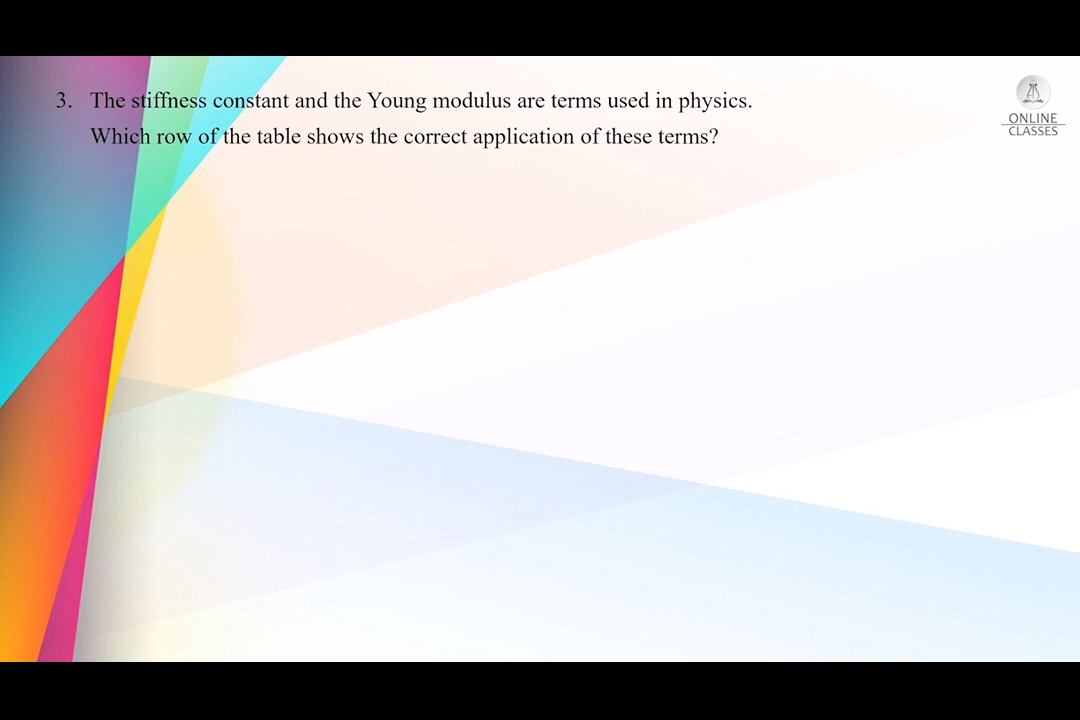 3. The stiffness constant and the Young modulus are terms used in physics.
Which row of the table shows the correct application of these terms?
ONLINE
CLASSES